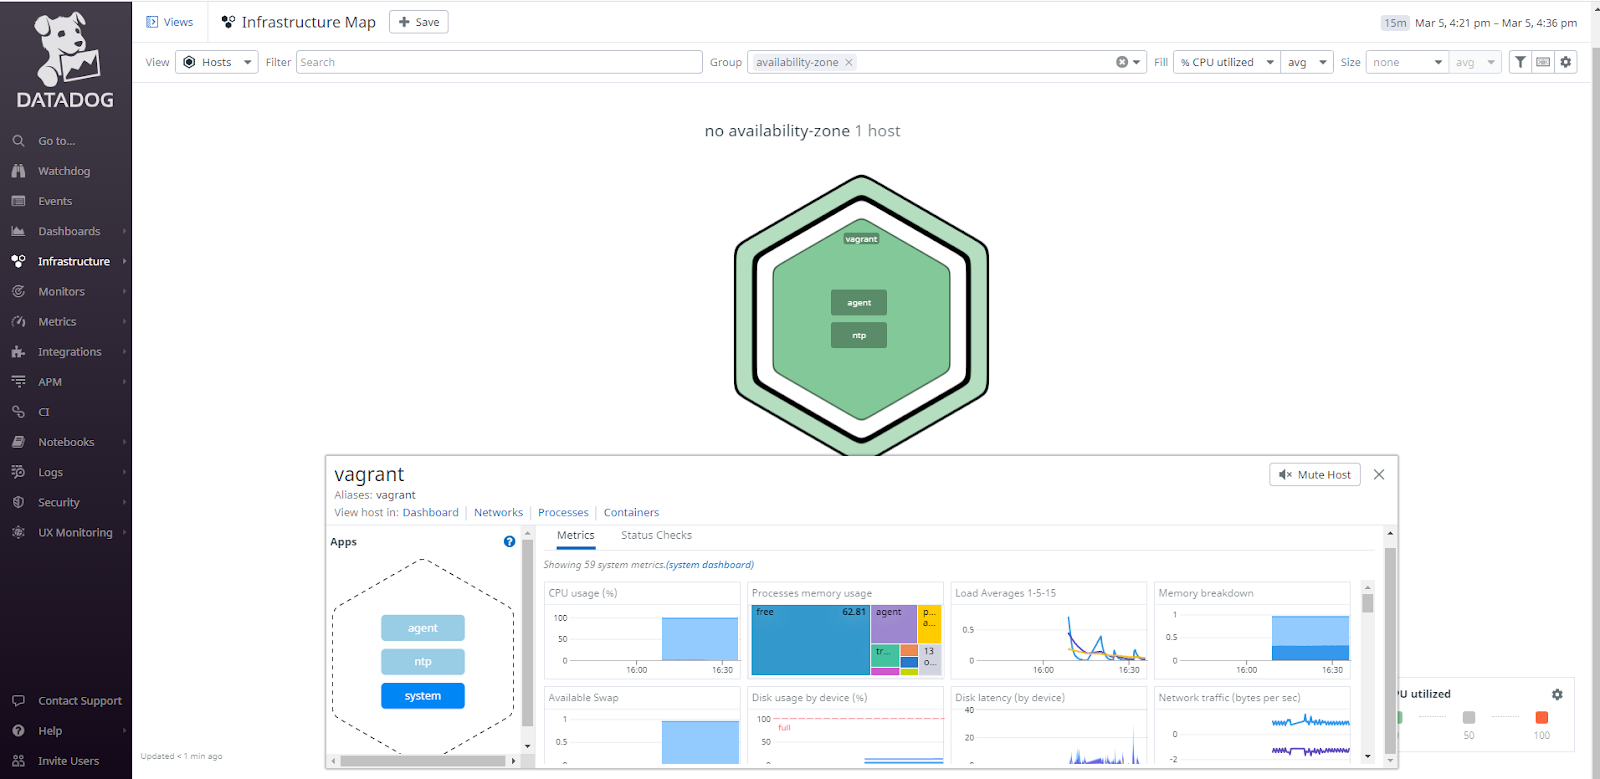 DATADOG
Go to...
Watchdog
Events
Dashboards
Infrastructure
Monitors
Metrics
Integrations
APM
CI
Notebooks
Logs
Security
UX Monitoring
Contact Support
Help
Invite Users
Views
Infrastructure Map
Save
15m Mar 5, 4:21 pm – Mar 5, 4:36 pm
View Hosts Filter Search Group availability-zone Fill % CPU utilized avg Size none avg
no availability-zone 1 host
vagrant
agent
ntp
vagrant
Mute Host
Aliases: vagrant
View host in: Dashboard Networks Processes Containers
Apps
agent
ntp
system
Metrics Status Checks
Showing 59 system metrics.(system dashboard)
CPU usage (%)
100
50
0
16:00 16:30
Processes memory usage
free 62.81 agent p...
a...
tr... 13
o...
Load Averages 1-5-15
0.5
0
16:00 16:30
Memory breakdown
1
0.5
0
16:00 16:30
Available Swap
1
0.5
Disk usage by device (%)
100
full
50
Disk latency (by device)
40
20
Network traffic (bytes per sec)
0
-2
utilized
50 100
Updated < 1 min ago